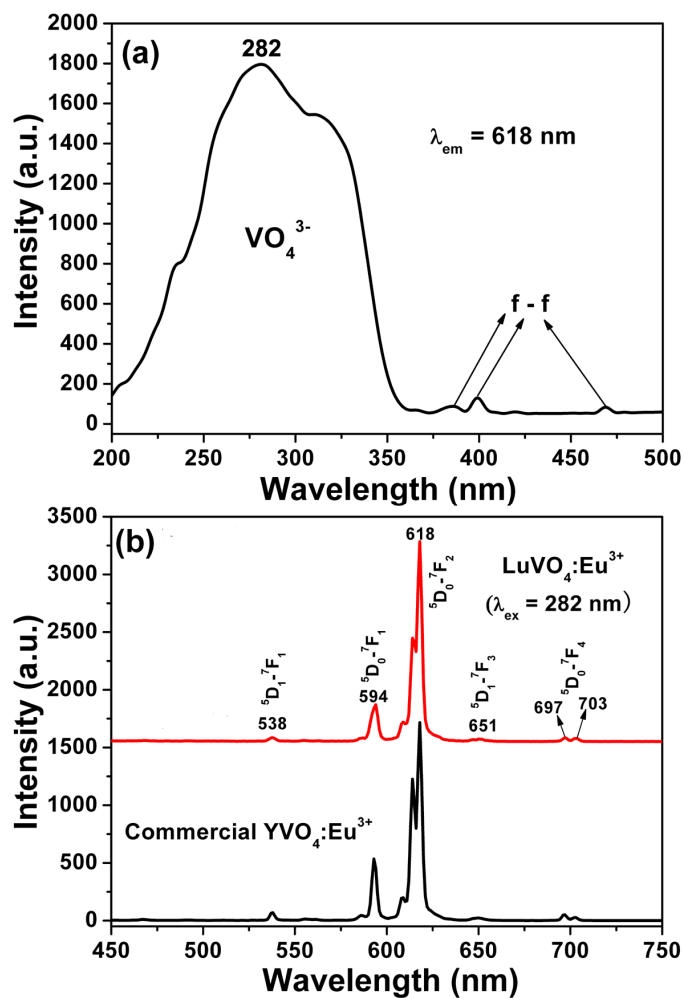 2000
1800
1600
1400
1200
1000
800
600
400
200
0
Intensity (a.u.)
(a)
282
λem = 618 nm
VO₄³⁻
f - f
200 250 300 350 400 450 500
Wavelength (nm)
3500
3000
2500
2000
1500
1000
500
0
Intensity (a.u.)
(b)
618
⁵D₀-⁷F₂
LuVO₄:Eu³⁺
(λex = 282 nm)
⁵D₁-⁷F₁
538
⁵D₀-⁷F₁
594
⁵D₁-⁷F₃
651
⁵D₀-⁷F₄
697
703
Commercial YVO₄:Eu³⁺
450 500 550 600 650 700 750
Wavelength (nm)